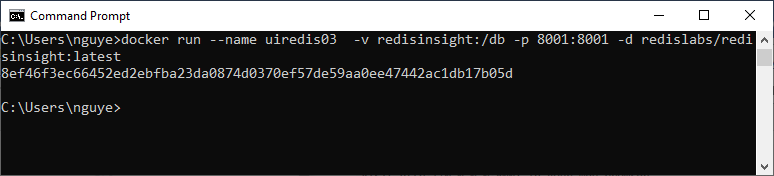 Command Prompt
C:\Users\nguye>docker run --name uiredis03  -v redisinsight:/db -p 8001:8001 -d redislabs/redi
sinsight:latest
8ef46f3ec66452ed2ebfba23da0874d0370ef57de59aa0ee47442ac1db17b05d
C:\Users\nguye>